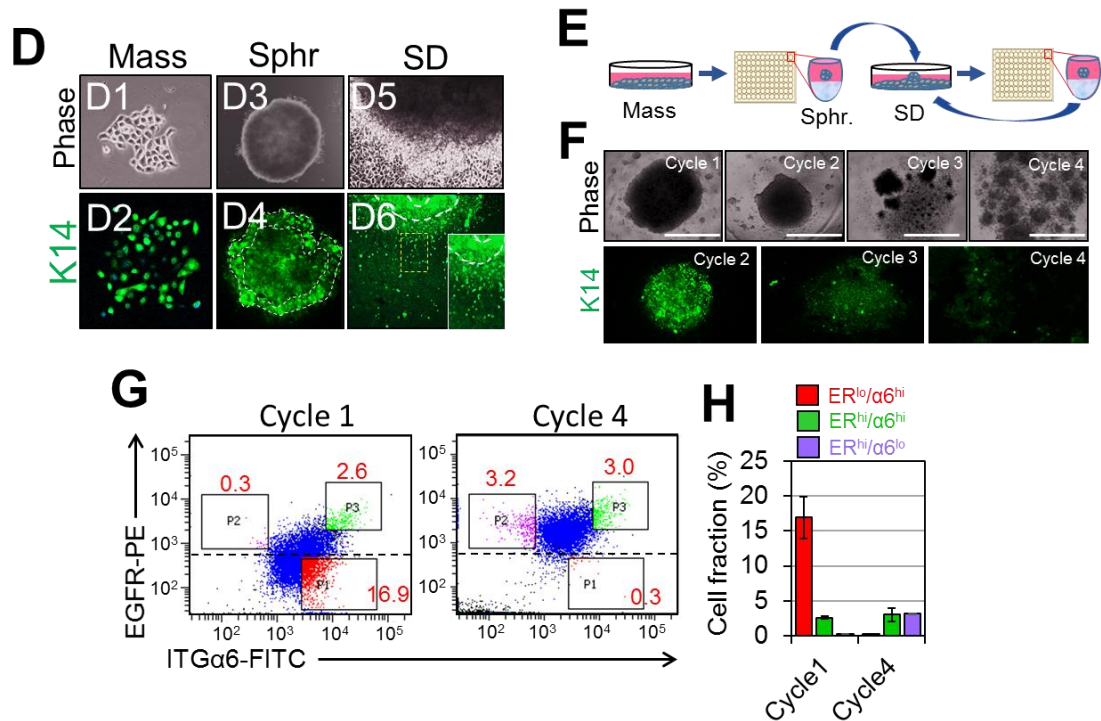 D
Mass Sphr SD
Phase
D1 D3 D5
K14
D2 D4 D6
E
Mass
Sphr.
SD
F
Phase
Cycle 1 Cycle 2 Cycle 3 Cycle 4
K14
Cycle 2 Cycle 3 Cycle 4
G
Cycle 1
EGFR-PE
10⁵
10⁴
10³
10²
0.3
2.6
P2
P3
P1
16.9
10² 10³ 10⁴ 10⁵
Cycle 4
10⁵
10⁴
10³
10²
3.2
3.0
P2
P3
P1
0.3
10² 10³ 10⁴ 10⁵
ITGα6-FITC
H
ERˡᵒ/α6ʰⁱ
ERʰⁱ/α6ʰⁱ
ERʰⁱ/α6ˡᵒ
Cell fraction (%)
25
20
15
10
5
0
Cycle1
Cycle4